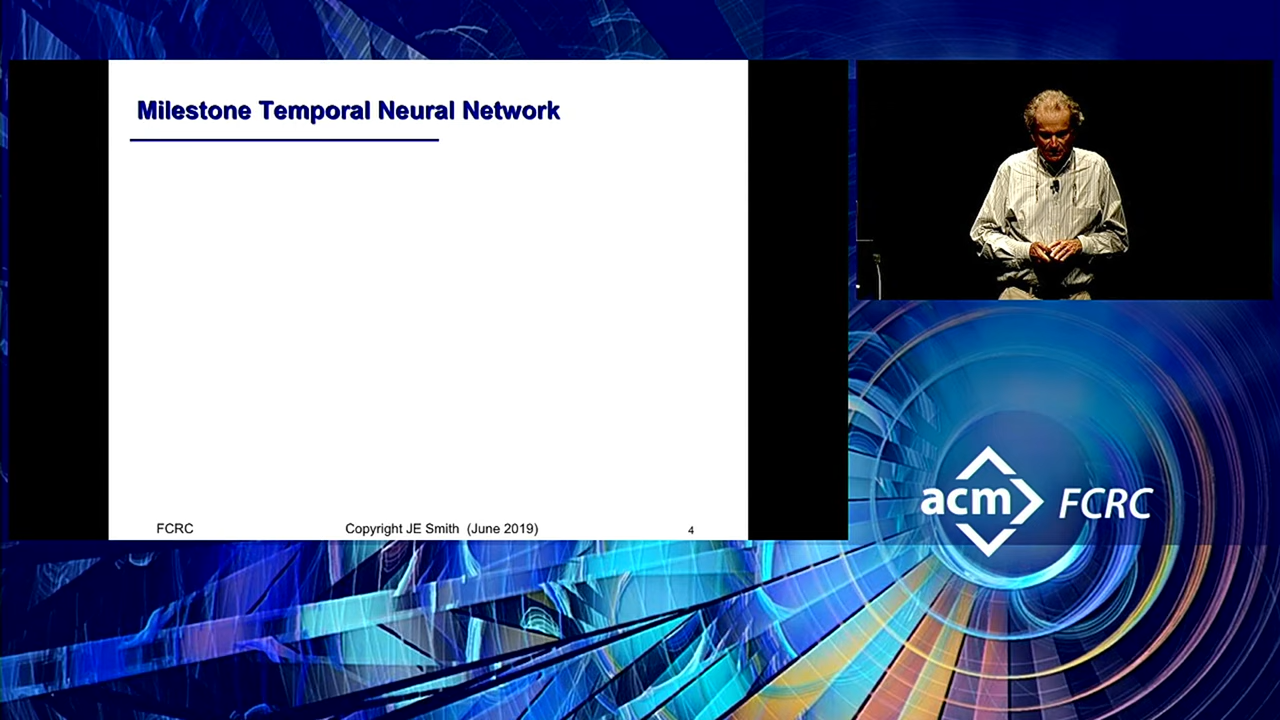 Milestone Temporal Neural Network
FCRC
Copyright JE Smith (June 2019)
4
acm FCRC